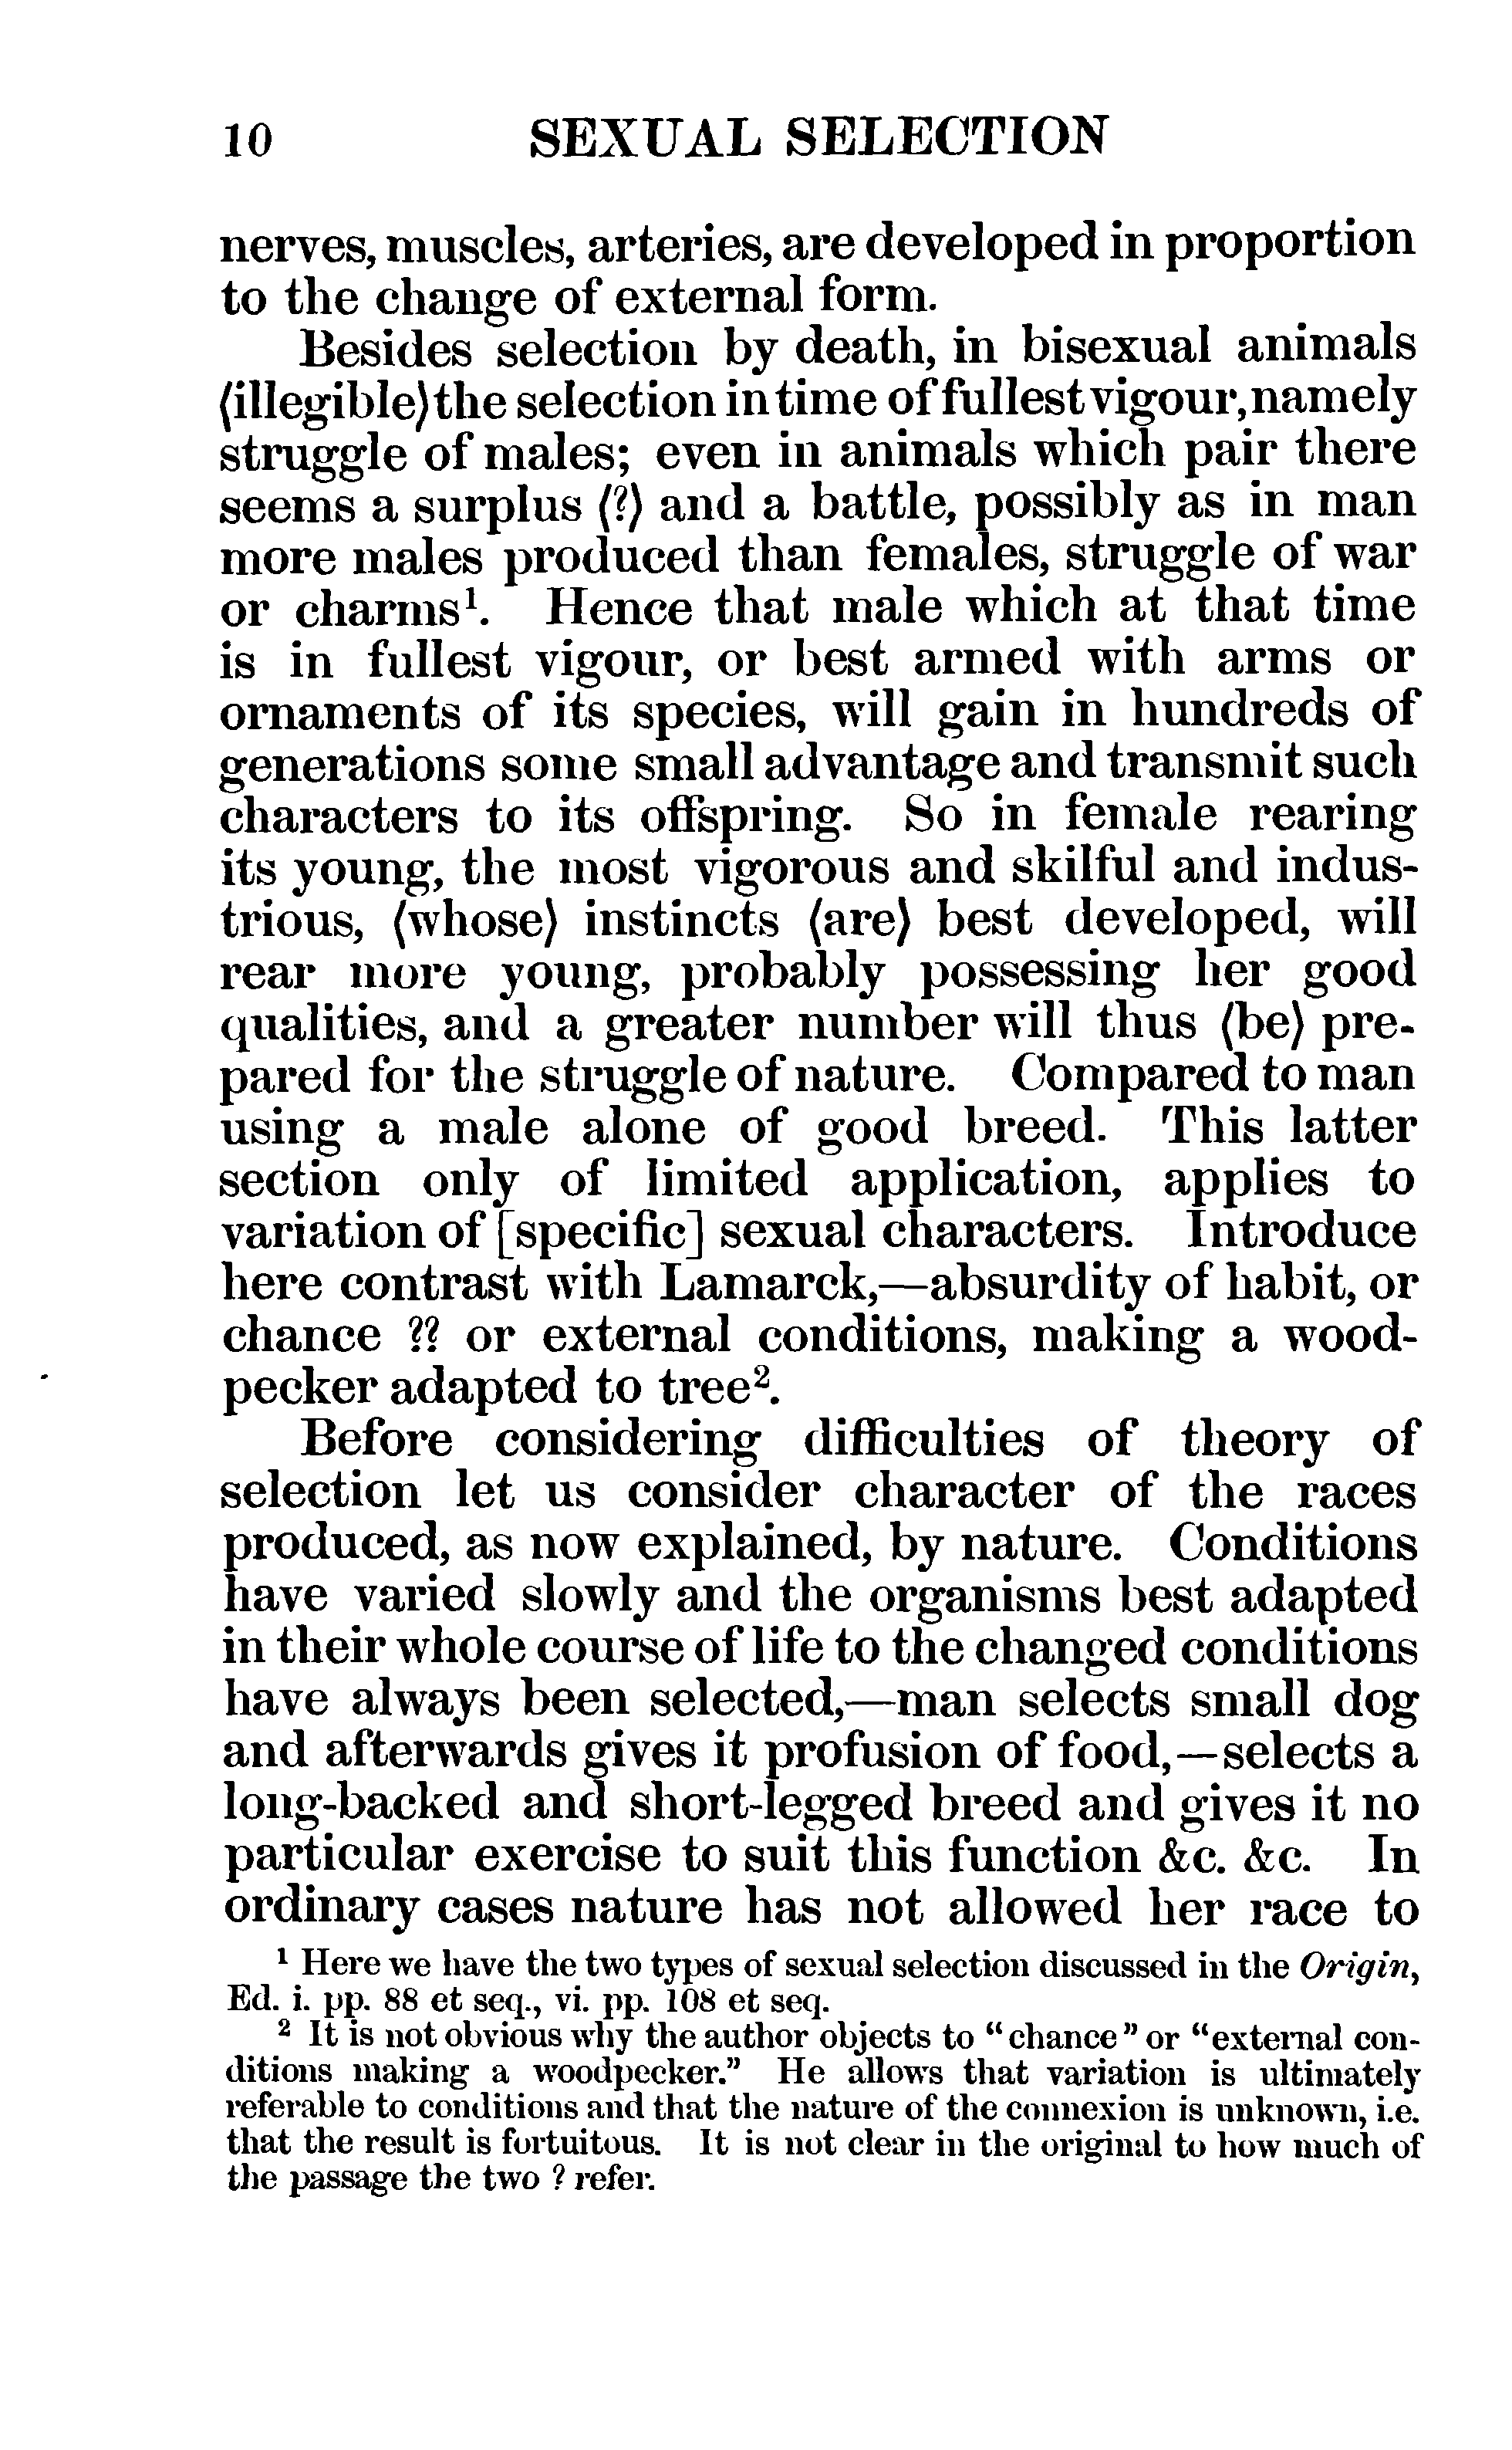 10 SEXUAL SELECTION
nerves, muscles, arteries, are developed in proportion
to the change of external form.
Besides selection by death, in bisexual animals
⟨illegible⟩ the selection in time of fullest vigour, namely
struggle of males; even in animals which pair there
seems a surplus ⟨?⟩ and a battle, possibly as in man
more males produced than females, struggle of war
or charms¹. Hence that male which at that time
is in fullest vigour, or best armed with arms or
ornaments of its species, will gain in hundreds of
generations some small advantage and transmit such
characters to its offspring. So in female rearing
its young, the most vigorous and skilful and indus-
trious, ⟨whose⟩ instincts ⟨are⟩ best developed, will
rear more young, probably possessing her good
qualities, and a greater number will thus ⟨be⟩ pre-
pared for the struggle of nature. Compared to man
using a male alone of good breed. This latter
section only of limited application, applies to
variation of [specific] sexual characters. Introduce
here contrast with Lamarck,—absurdity of habit, or
chance ?? or external conditions, making a wood-
pecker adapted to tree².
Before considering difficulties of theory of
selection let us consider character of the races
produced, as now explained, by nature. Conditions
have varied slowly and the organisms best adapted
in their whole course of life to the changed conditions
have always been selected,—man selects small dog
and afterwards gives it profusion of food,—selects a
long-backed and short-legged breed and gives it no
particular exercise to suit this function &c. &c. In
ordinary cases nature has not allowed her race to
¹ Here we have the two types of sexual selection discussed in the Origin,
Ed. i. pp. 88 et seq., vi. pp. 108 et seq.
² It is not obvious why the author objects to "chance" or "external con-
ditions making a woodpecker." He allows that variation is ultimately
referable to conditions and that the nature of the connexion is unknown, i.e.
that the result is fortuitous. It is not clear in the original to how much of
the passage the two ? refer.